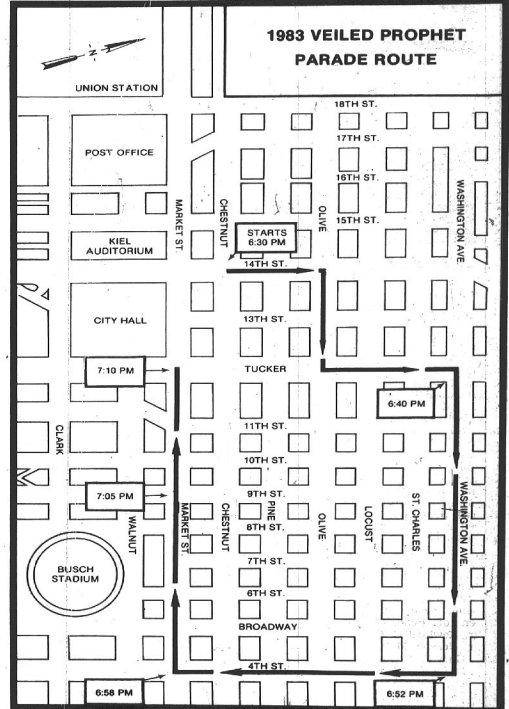 1983 VEILED PROPHET
PARADE ROUTE
N
UNION STATION
18TH ST.
17TH ST.
POST OFFICE
16TH ST.
MARKET ST.
CHESTNUT
OLIVE
WASHINGTON AVE.
15TH ST.
STARTS
6:30 PM
KIEL
AUDITORIUM
14TH ST.
CITY HALL
13TH ST.
7:10 PM
TUCKER
6:40 PM
CLARK
11TH ST.
10TH ST.
7:05 PM
9TH ST.
WALNUT
MARKET ST.
CHESTNUT
PINE
OLIVE
LOCUST
ST. CHARLES
WASHINGTON AVE.
8TH ST.
BUSCH
STADIUM
7TH ST.
6TH ST.
BROADWAY
4TH ST.
6:58 PM
6:52 PM